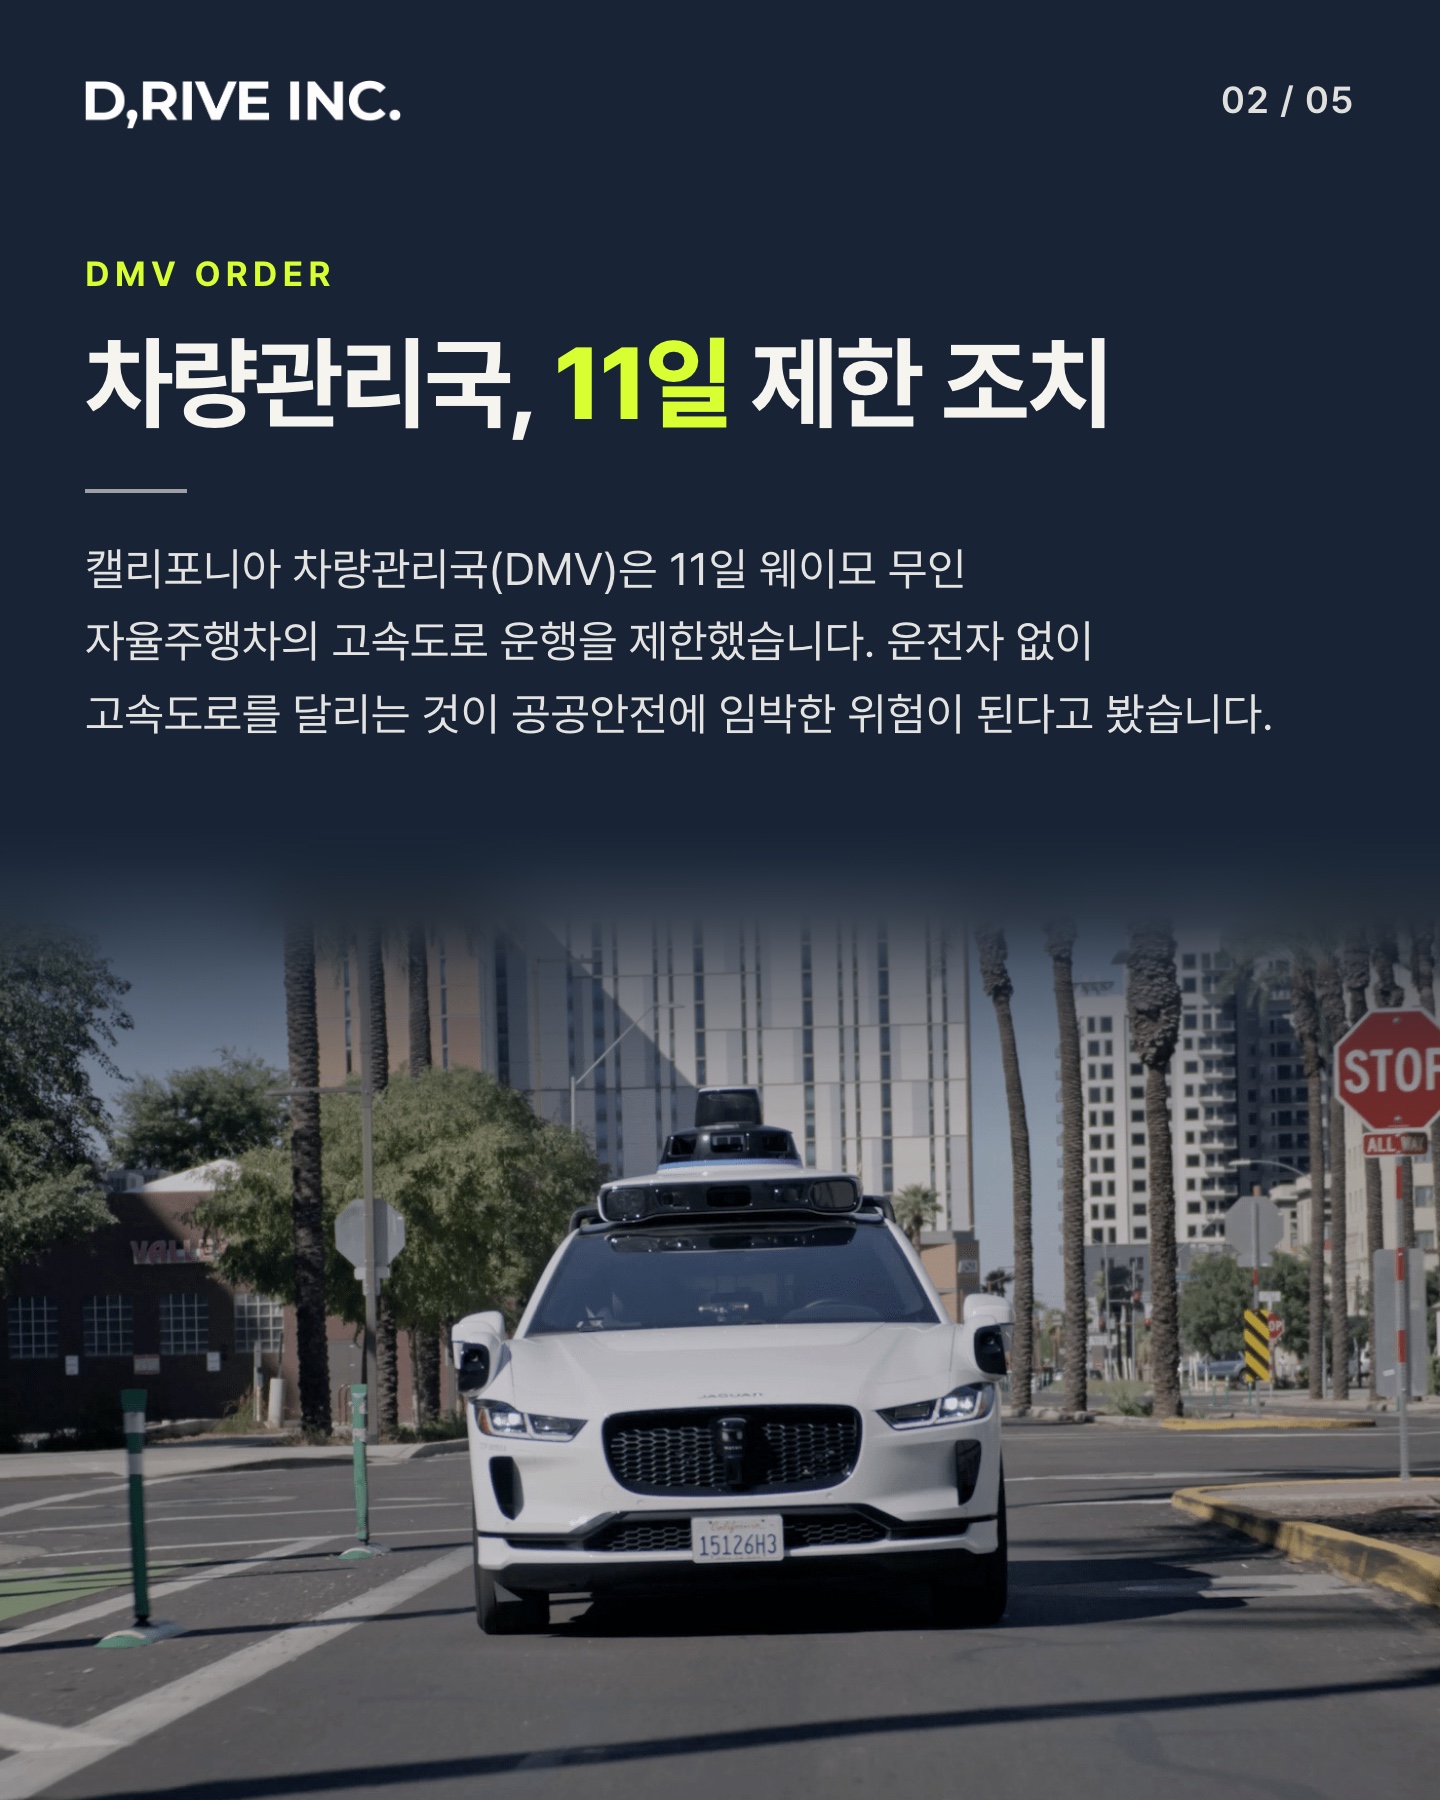 D,RIVE INC.
02 / 05
DMV ORDER
차량관리국, 11일 제한 조치
캘리포니아 차량관리국(DMV)은 11일 웨이모 무인
자율주행차의 고속도로 운행을 제한했습니다. 운전자 없이
고속도로를 달리는 것이 공공안전에 임박한 위험이 된다고 봤습니다.
STOP
ALL WAY
VALUE
JAGUAR
California
15126H3